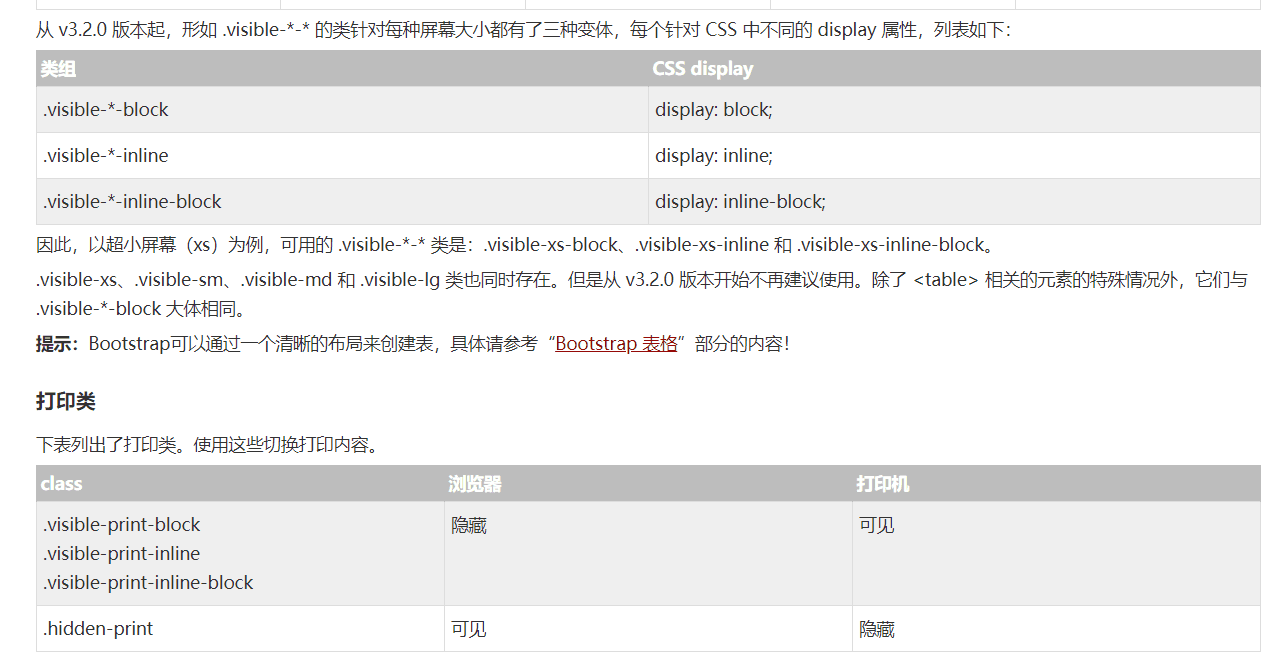 从 v3.2.0 版本起，形如 .visible-*-* 的类针对每种屏幕大小都有了三种变体，每个针对 CSS 中不同的 display 属性，列表如下：
类组 CSS display
.visible-*-block display: block;
.visible-*-inline display: inline;
.visible-*-inline-block display: inline-block;
因此，以超小屏幕（xs）为例，可用的 .visible-*-* 类是：.visible-xs-block、.visible-xs-inline 和 .visible-xs-inline-block。
.visible-xs、.visible-sm、.visible-md 和 .visible-lg 类也同时存在。但是从 v3.2.0 版本开始不再建议使用。除了 <table> 相关的元素的特殊情况外，它们与
.visible-*-block 大体相同。
提示：Bootstrap可以通过一个清晰的布局来创建表，具体请参考“Bootstrap 表格”部分的内容！
打印类
下表列出了打印类。使用这些切换打印内容。
class 浏览器 打印机
.visible-print-block 隐藏 可见
.visible-print-inline
.visible-print-inline-block
.hidden-print 可见 隐藏